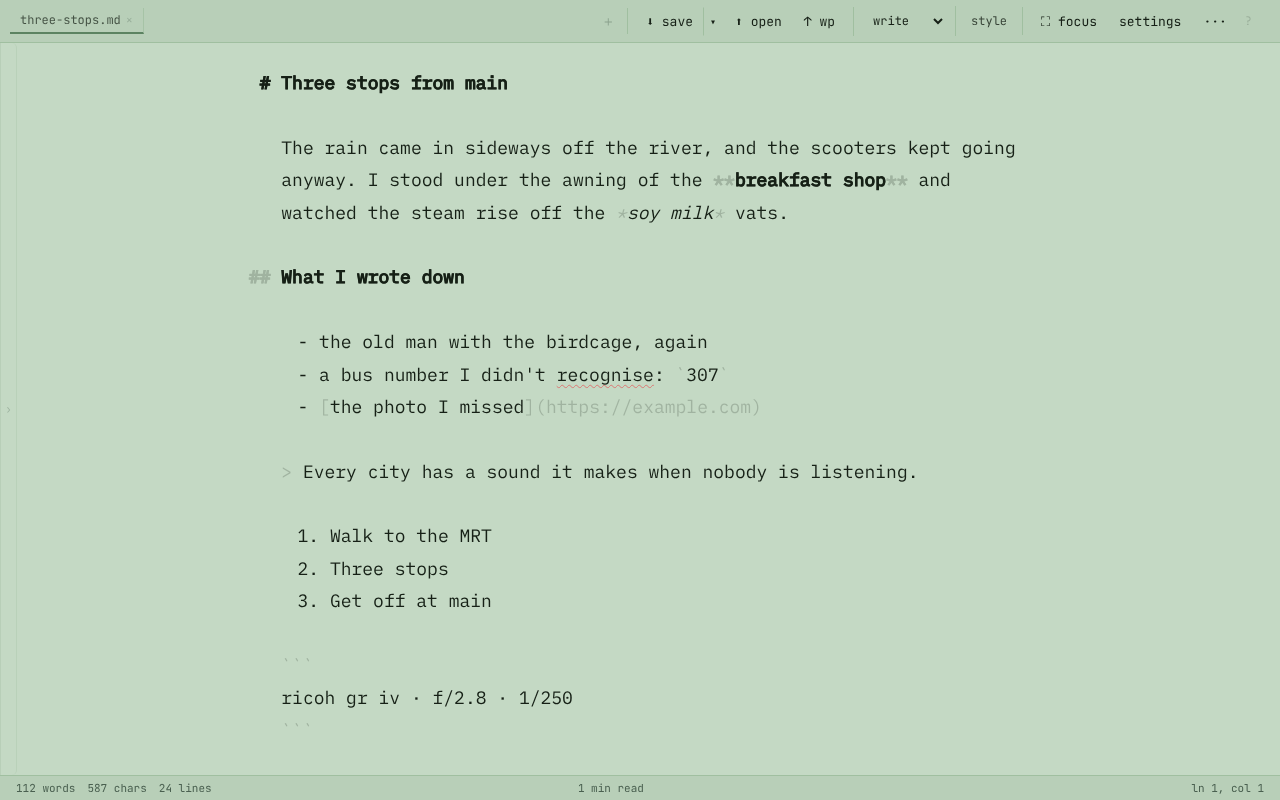 three-stops.md ×
+ ⬇ save ▾ ⬆ open ↑ wp write style ⛶ focus settings ··· ?
# Three stops from main
The rain came in sideways off the river, and the scooters kept going
anyway. I stood under the awning of the **breakfast shop** and
watched the steam rise off the *soy milk* vats.
## What I wrote down
- the old man with the birdcage, again
- a bus number I didn't recognise: `307`
- [the photo I missed](https://example.com)
> Every city has a sound it makes when nobody is listening.
1. Walk to the MRT
2. Three stops
3. Get off at main
```
ricoh gr iv · f/2.8 · 1/250
```
112 words 587 chars 24 lines 1 min read ln 1, col 1